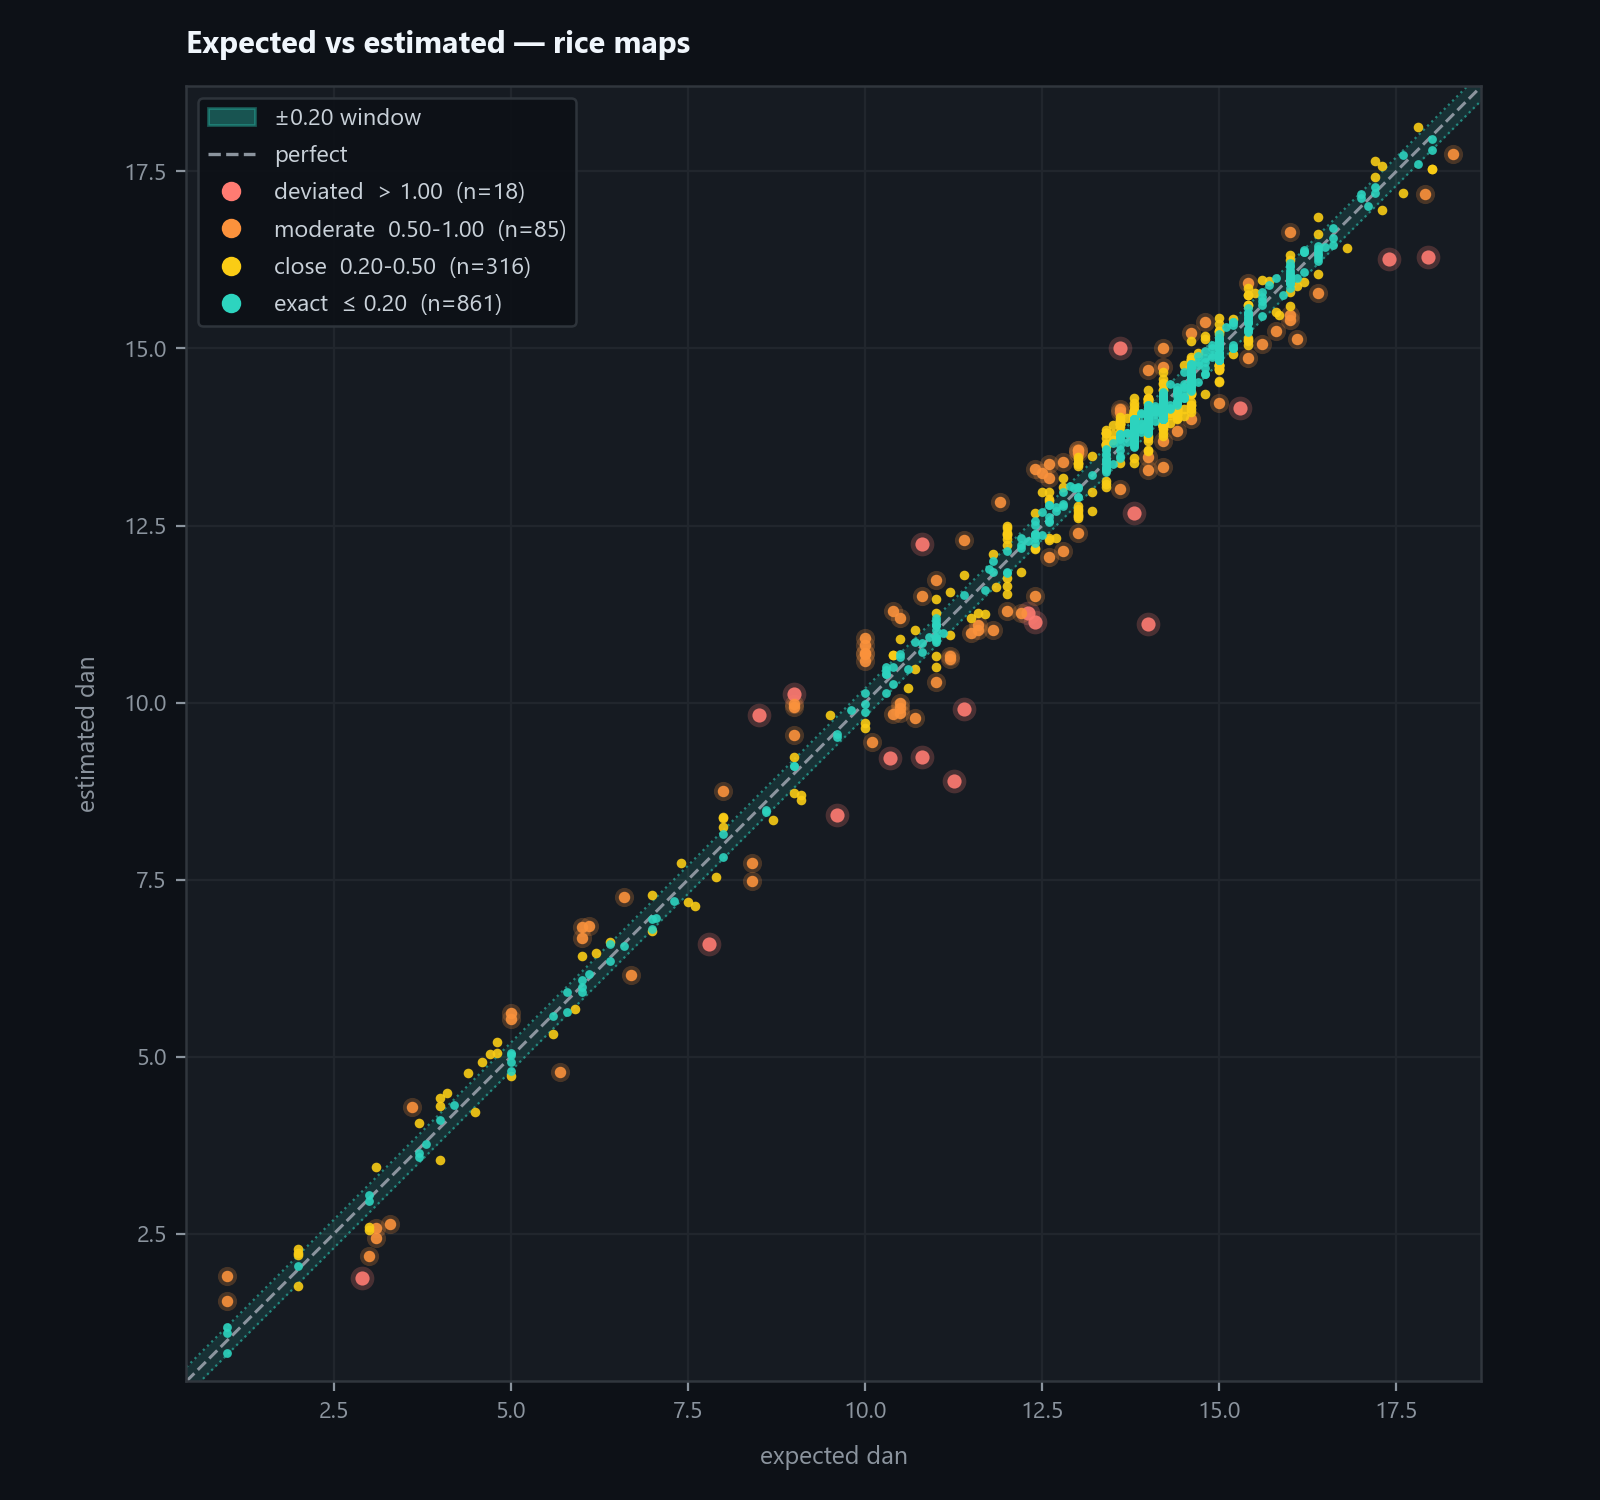 Expected vs estimated — rice maps
±0.20 window
perfect
deviated > 1.00 (n=18)
moderate 0.50-1.00 (n=85)
close 0.20-0.50 (n=316)
exact ≤ 0.20 (n=861)
17.5
15.0
12.5
10.0
7.5
5.0
2.5
estimated dan
2.5 5.0 7.5 10.0 12.5 15.0 17.5
expected dan